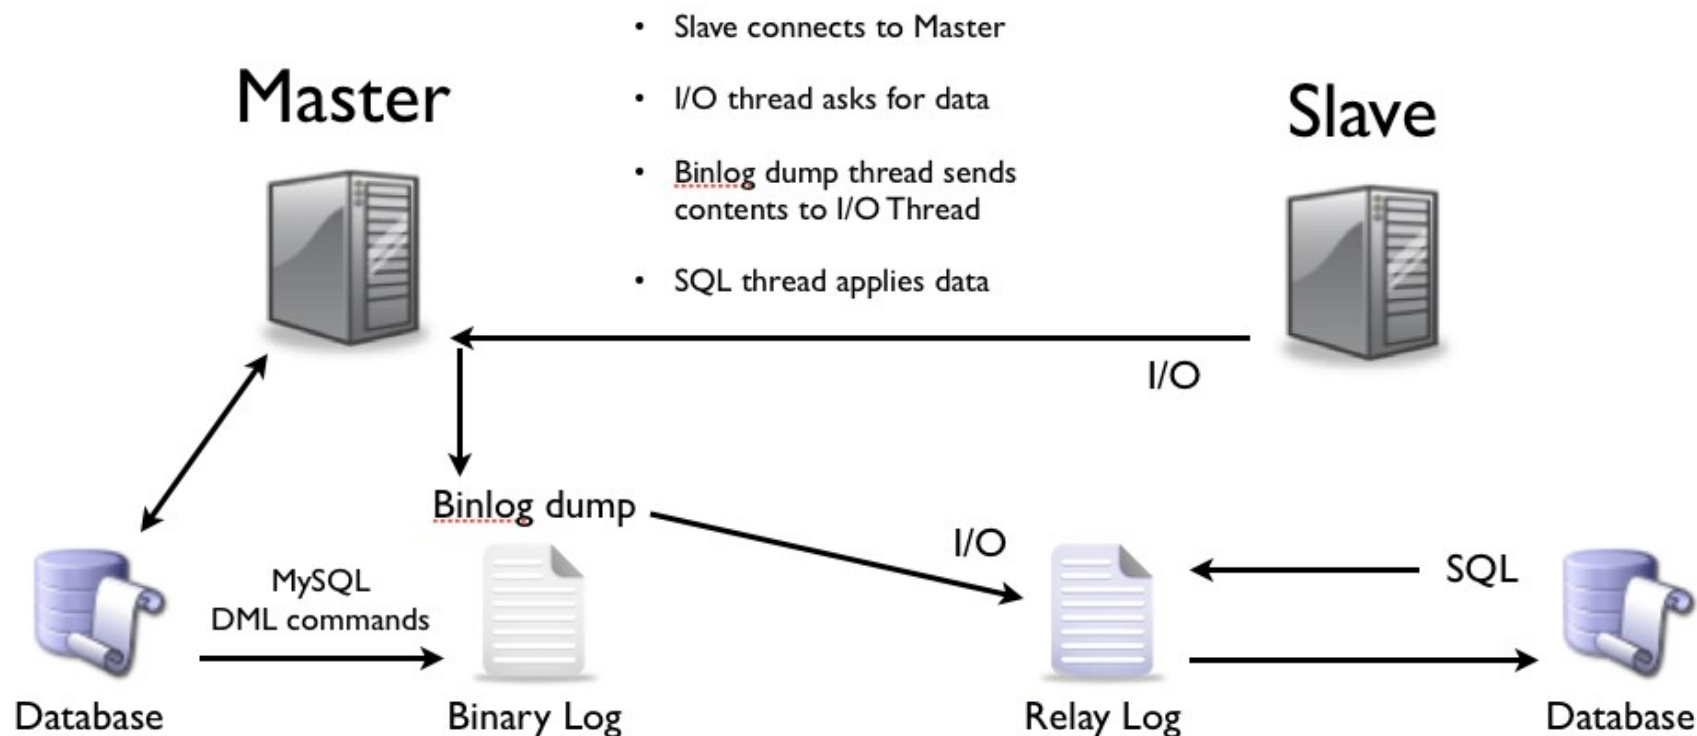 • Slave connects to Master
Master
• I/O thread asks for data
Slave
• Binlog dump thread sends
contents to I/O Thread
• SQL thread applies data
I/O
Binlog dump
I/O
SQL
MySQL
DML commands
Database
Binary Log
Relay Log
Database